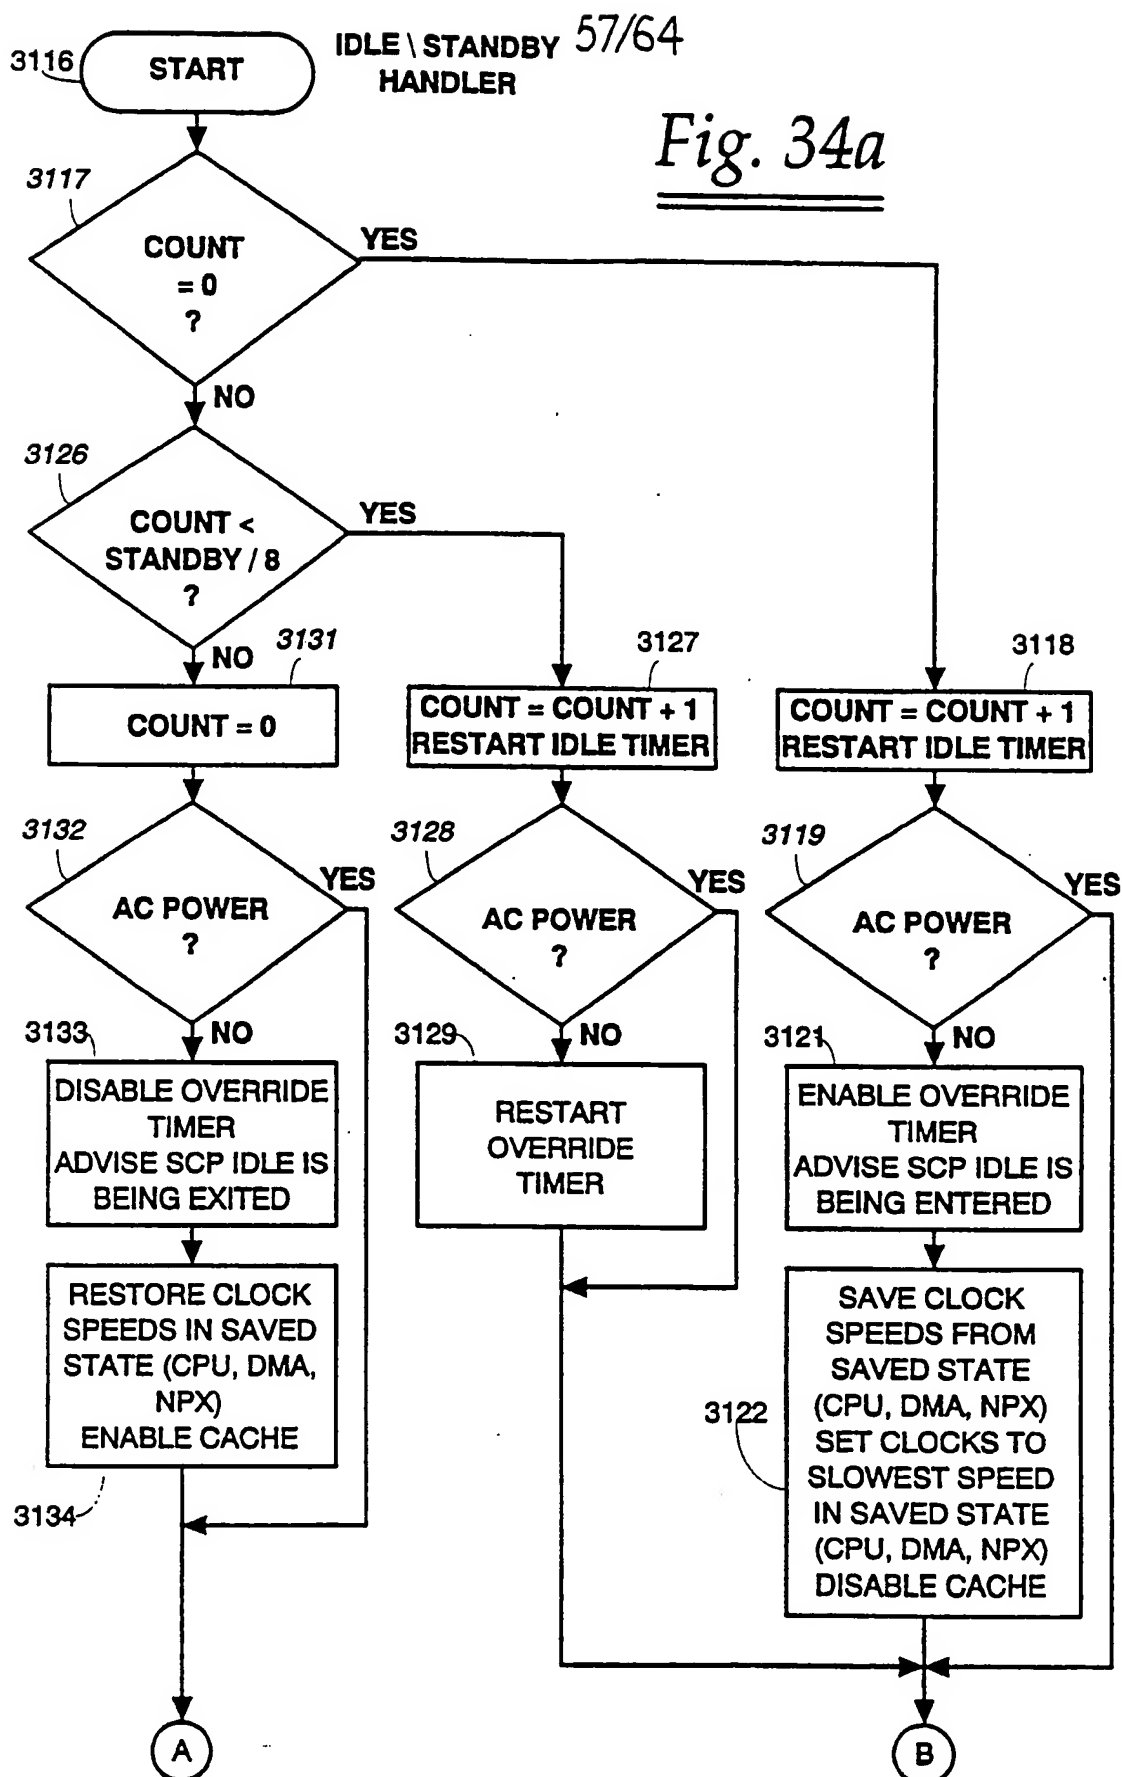 57/64
IDLE \ STANDBY
HANDLER
Fig. 34a
3116
START
3117
COUNT
= 0
?
YES
NO
3126
COUNT <
STANDBY / 8
?
YES
NO
3131
COUNT = 0
3127
COUNT = COUNT + 1
RESTART IDLE TIMER
3118
COUNT = COUNT + 1
RESTART IDLE TIMER
3132
AC POWER
?
YES
NO
3128
AC POWER
?
YES
NO
3119
AC POWER
?
YES
NO
3133
DISABLE OVERRIDE
TIMER
ADVISE SCP IDLE IS
BEING EXITED
3129
RESTART
OVERRIDE
TIMER
3121
ENABLE OVERRIDE
TIMER
ADVISE SCP IDLE IS
BEING ENTERED
RESTORE CLOCK
SPEEDS IN SAVED
STATE (CPU, DMA,
NPX)
ENABLE CACHE
3134
3122
SAVE CLOCK
SPEEDS FROM
SAVED STATE
(CPU, DMA, NPX)
SET CLOCKS TO
SLOWEST SPEED
IN SAVED STATE
(CPU, DMA, NPX)
DISABLE CACHE
A
B